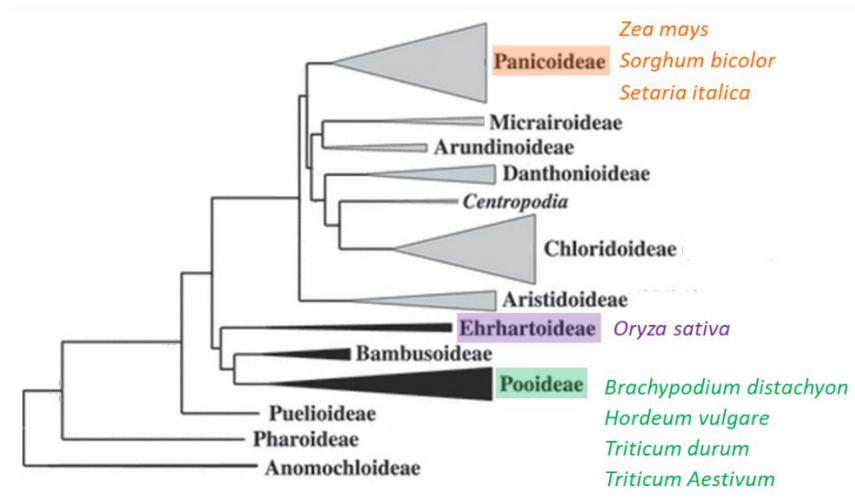 Zea mays
Panicoideae Sorghum bicolor
Setaria italica
Micrairoideae
Arundinoideae
Danthonioideae
Centropodia
Chloridoideae
Aristidoideae
Ehrhartoideae Oryza sativa
Bambusoideae
Pooideae Brachypodium distachyon
Puelioideae
Hordeum vulgare
Pharoideae
Triticum durum
Anomochloideae
Triticum Aestivum